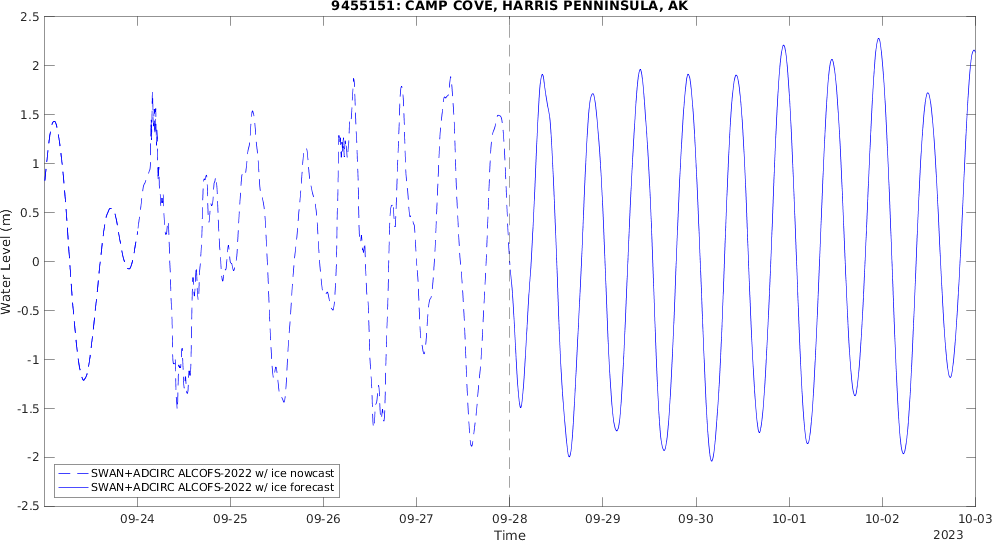 9455151: CAMP COVE, HARRIS PENNINSULA, AK
Water Level (m)
2.5
2
1.5
1
0.5
0
-0.5
-1
-1.5
-2
-2.5
SWAN+ADCIRC ALCOFS-2022 w/ ice nowcast
SWAN+ADCIRC ALCOFS-2022 w/ ice forecast
09-24 09-25 09-26 09-27 09-28 09-29 09-30 10-01 10-02 10-03
Time
2023